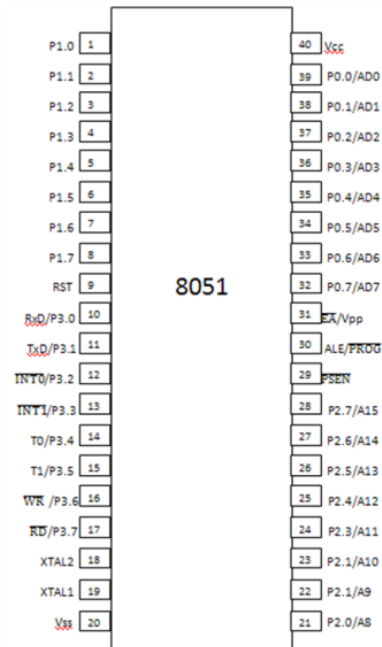 P1.0 1
P1.1 2
P1.2 3
P1.3 4
P1.4 5
P1.5 6
P1.6 7
P1.7 8
RST 9
RxD/P3.0 10
TxD/P3.1 11
INT0/P3.2 12
INT1/P3.3 13
T0/P3.4 14
T1/P3.5 15
WR /P3.6 16
RD/P3.7 17
XTAL2 18
XTAL1 19
Vss 20
8051
40 Vcc
39 P0.0/AD0
38 P0.1/AD1
37 P0.2/AD2
36 P0.3/AD3
35 P0.4/AD4
34 P0.5/AD5
33 P0.6/AD6
32 P0.7/AD7
31 EA/Vpp
30 ALE/PROG
29 PSEN
28 P2.7/A15
27 P2.6/A14
26 P2.5/A13
25 P2.4/A12
24 P2.3/A11
23 P2.1/A10
22 P2.1/A9
21 P2.0/A8